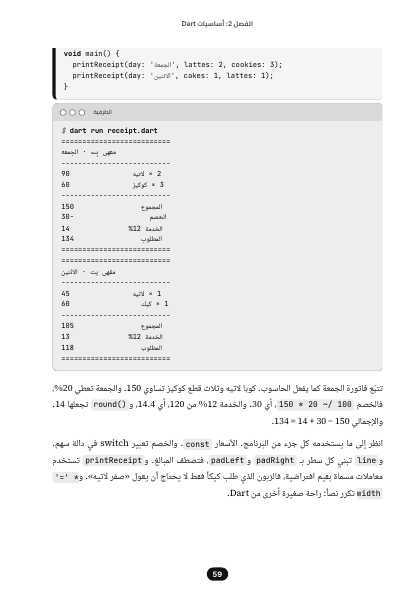 الفصل 2: أساسيات Dart
void main() {
printReceipt(day: 'الجمعة', lattes: 2, cookies: 3);
printReceipt(day: 'الاثنين', cakes: 1, lattes: 1);
}
الطرفية
$ dart run receipt.dart
==========================
مقهى بِت · الجمعة
--------------------------
2 × لاتيه 90
3 × كوكيز 60
--------------------------
المجموع 150
الخصم -30
الخدمة 12% 14
المطلوب 134
==========================
==========================
مقهى بِت · الاثنين
--------------------------
1 × لاتيه 45
1 × كيك 60
--------------------------
المجموع 105
الخدمة 12% 13
المطلوب 118
==========================
تتبّع فاتورة الجمعة كما يفعل الحاسوب. كوبا لاتيه وثلاث قطع كوكيز تساوي 150. والجمعة تعطي 20%،
فالخصم 150 * 20 ~/ 100، أي 30. والخدمة 12% من 120، أي 14.4، و round() تجعلها 14.
والإجمالي 150 − 30 + 14 = 134.
انظر إلى ما يستخدمه كل جزء من البرنامج. الأسعار const. والخصم تعبير switch في دالة سهم.
و line تبني كل سطر بـ padRight و padLeft، فتصطف المبالغ. و printReceipt تستخدم
معاملات مسماة بقيم افتراضية، فالزبون الذي طلب كيكاً فقط لا يحتاج أن يقول «صفر لاتيه». و '=' *
width تكرر نصاً: راحة صغيرة أخرى من Dart.
59